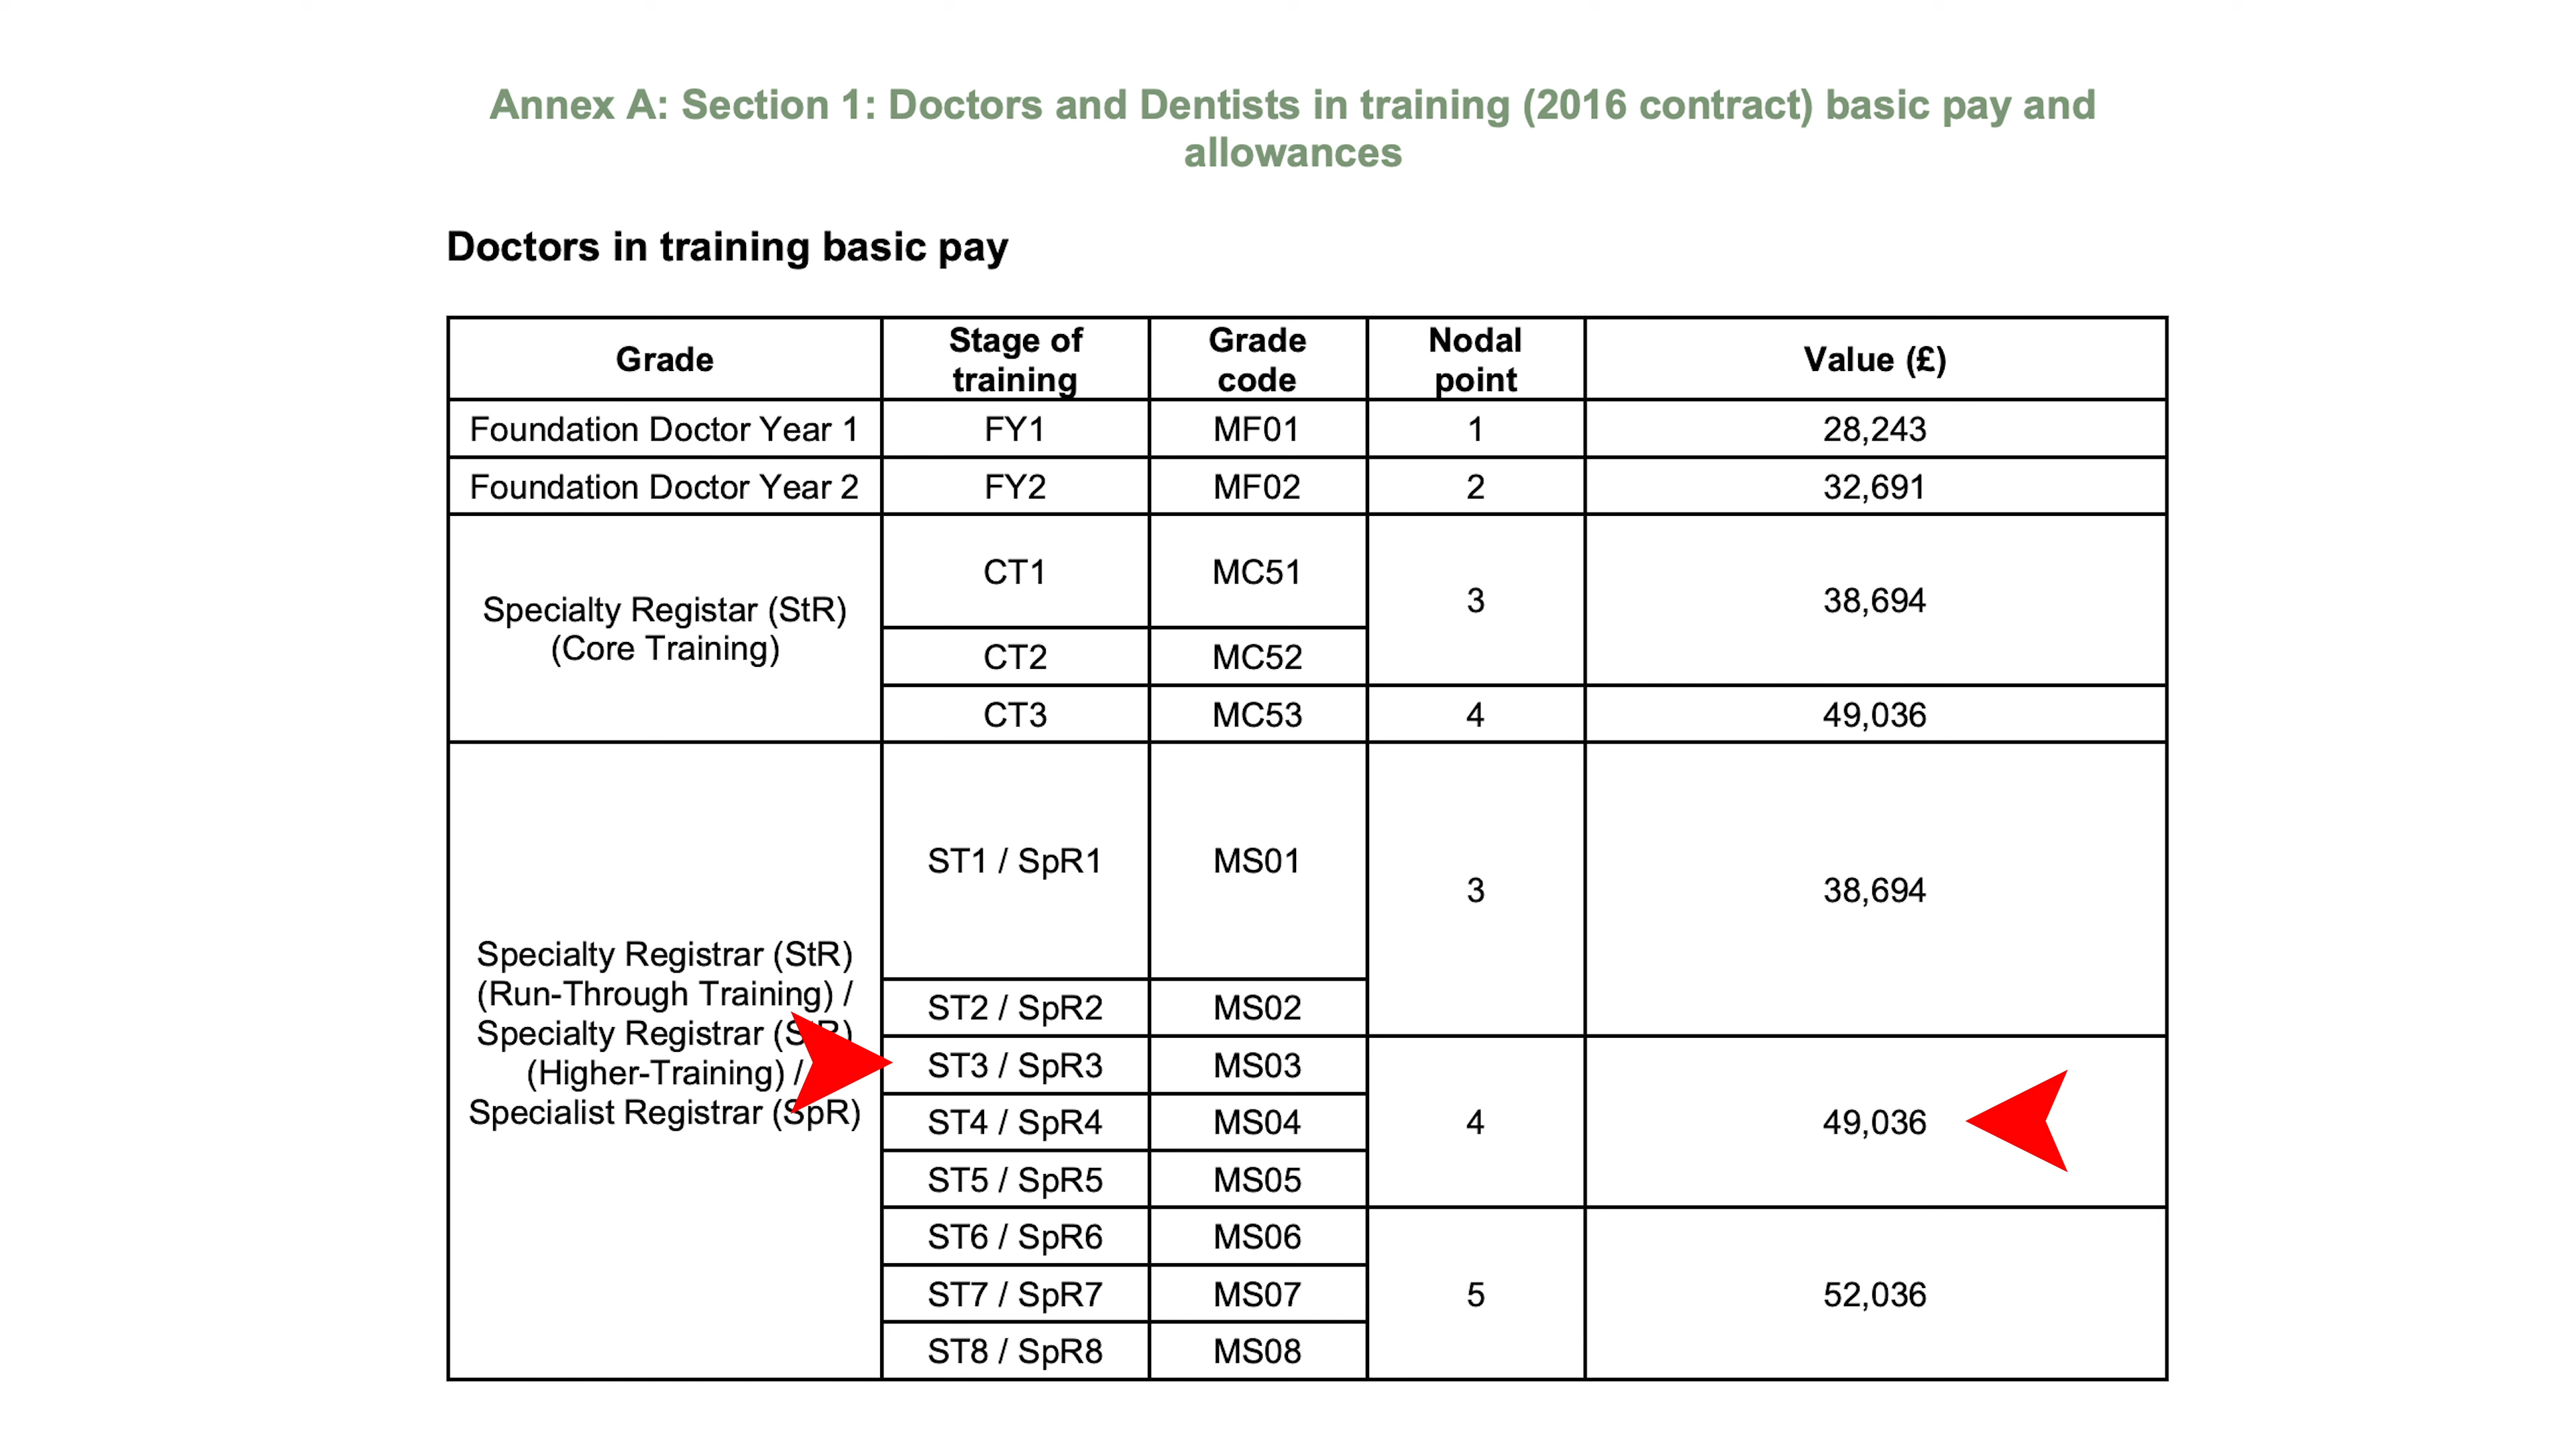 Annex A: Section 1: Doctors and Dentists in training (2016 contract) basic pay and
allowances
Doctors in training basic pay
Grade
Stage of
training
Grade
code
Nodal
point
Value (£)
Foundation Doctor Year 1
FY1
MF01
1
28,243
Foundation Doctor Year 2
FY2
MF02
2
32,691
Specialty Registar (StR)
(Core Training)
CT1
MC51
3
38,694
CT2
MC52
CT3
MC53
4
49,036
Specialty Registrar (StR)
(Run-Through Training) /
Specialty Registrar (StR)
(Higher-Training) /
Specialist Registrar (SpR)
ST1 / SpR1
MS01
3
38,694
ST2 / SpR2
MS02
ST3 / SpR3
MS03
4
49,036
ST4 / SpR4
MS04
ST5 / SpR5
MS05
ST6 / SpR6
MS06
5
52,036
ST7 / SpR7
MS07
ST8 / SpR8
MS08